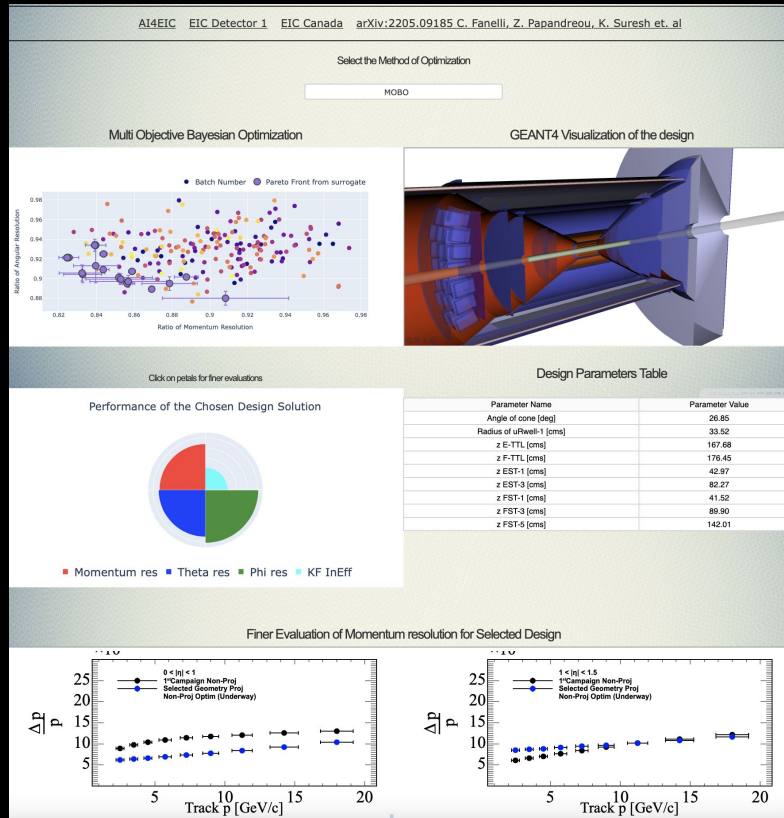 AI4EIC EIC Detector 1 EIC Canada arXiv:2205.09185 C. Fanelli, Z. Papandreou, K. Suresh et. al
Select the Method of Optimization
MOBO
Multi Objective Bayesian Optimization
GEANT4 Visualization of the design
Batch Number Pareto Front from surrogate
0.98
0.96
0.94
0.92
0.9
0.88
0.82 0.84 0.86 0.88 0.9 0.92 0.94 0.96 0.98
Ratio of Angular Resolution
Ratio of Momentum Resolution
Click on petals for finer evaluations
Design Parameters Table
Performance of the Chosen Design Solution
Momentum res Theta res Phi res KF InEff
Parameter Name Parameter Value
Angle of cone [deg] 26.85
Radius of uRwell-1 [cms] 33.52
z E-TTL [cms] 167.68
z F-TTL [cms] 176.45
z EST-1 [cms] 42.97
z EST-3 [cms] 82.27
z FST-1 [cms] 41.52
z FST-3 [cms] 89.90
z FST-5 [cms] 142.01
Finer Evaluation of Momentum resolution for Selected Design
0 < |η| < 1
1stCampaign Non-Proj
Selected Geometry Proj
Non-Proj Optim (Underway)
25
20
15
10
5
Δp
p
5 10 15 20
Track p [GeV/c]
1 < |η| < 1.5
1stCampaign Non-Proj
Selected Geometry Proj
Non-Proj Optim (Underway)
25
20
15
10
5
Δp
p
5 10 15 20
Track p [GeV/c]